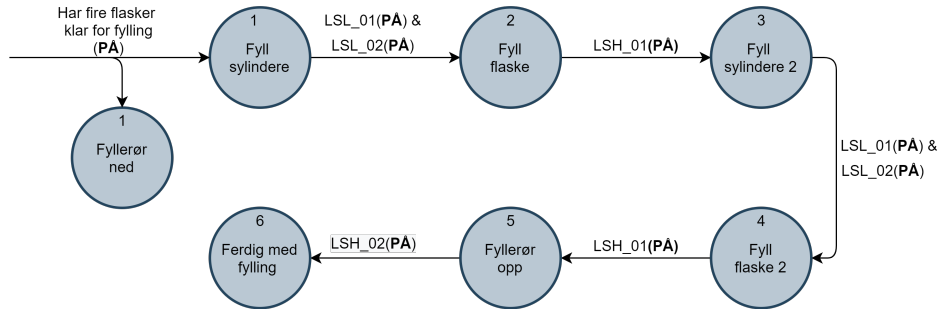 Har fire flasker
klar for fylling
(PÅ)
1
Fyllerør
ned
1
Fyll
sylindere
LSL_01(PÅ) &
LSL_02(PÅ)
2
Fyll
flaske
LSH_01(PÅ)
3
Fyll
sylindere 2
LSL_01(PÅ) &
LSL_02(PÅ)
4
Fyll
flaske 2
LSH_01(PÅ)
5
Fyllerør
opp
LSH_02(PÅ)
6
Ferdig med
fylling